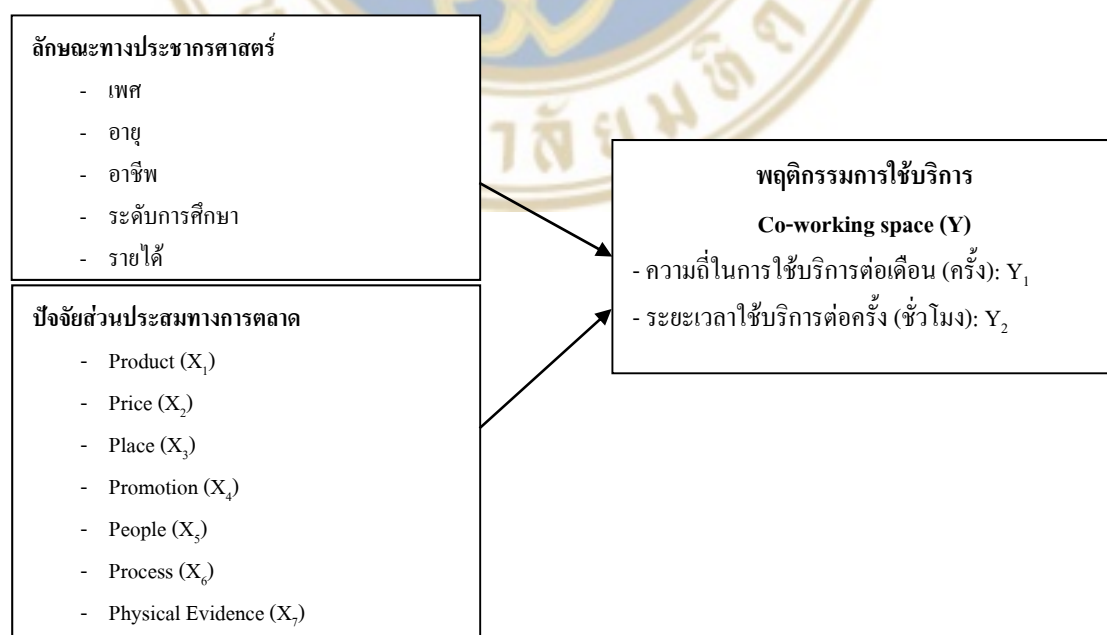 ลักษณะทางประชากรศาสตร์
- เพศ
- อายุ
- อาชีพ
- ระดับการศึกษา
- รายได้
ปัจจัยส่วนประสมทางการตลาด
- Product (X₁)
- Price (X₂)
- Place (X₃)
- Promotion (X₄)
- People (X₅)
- Process (X₆)
- Physical Evidence (X₇)
พฤติกรรมการใช้บริการ
Co-working space (Y)
- ความถี่ในการใช้บริการต่อเดือน (ครั้ง): Y₁
- ระยะเวลาใช้บริการต่อครั้ง (ชั่วโมง): Y₂